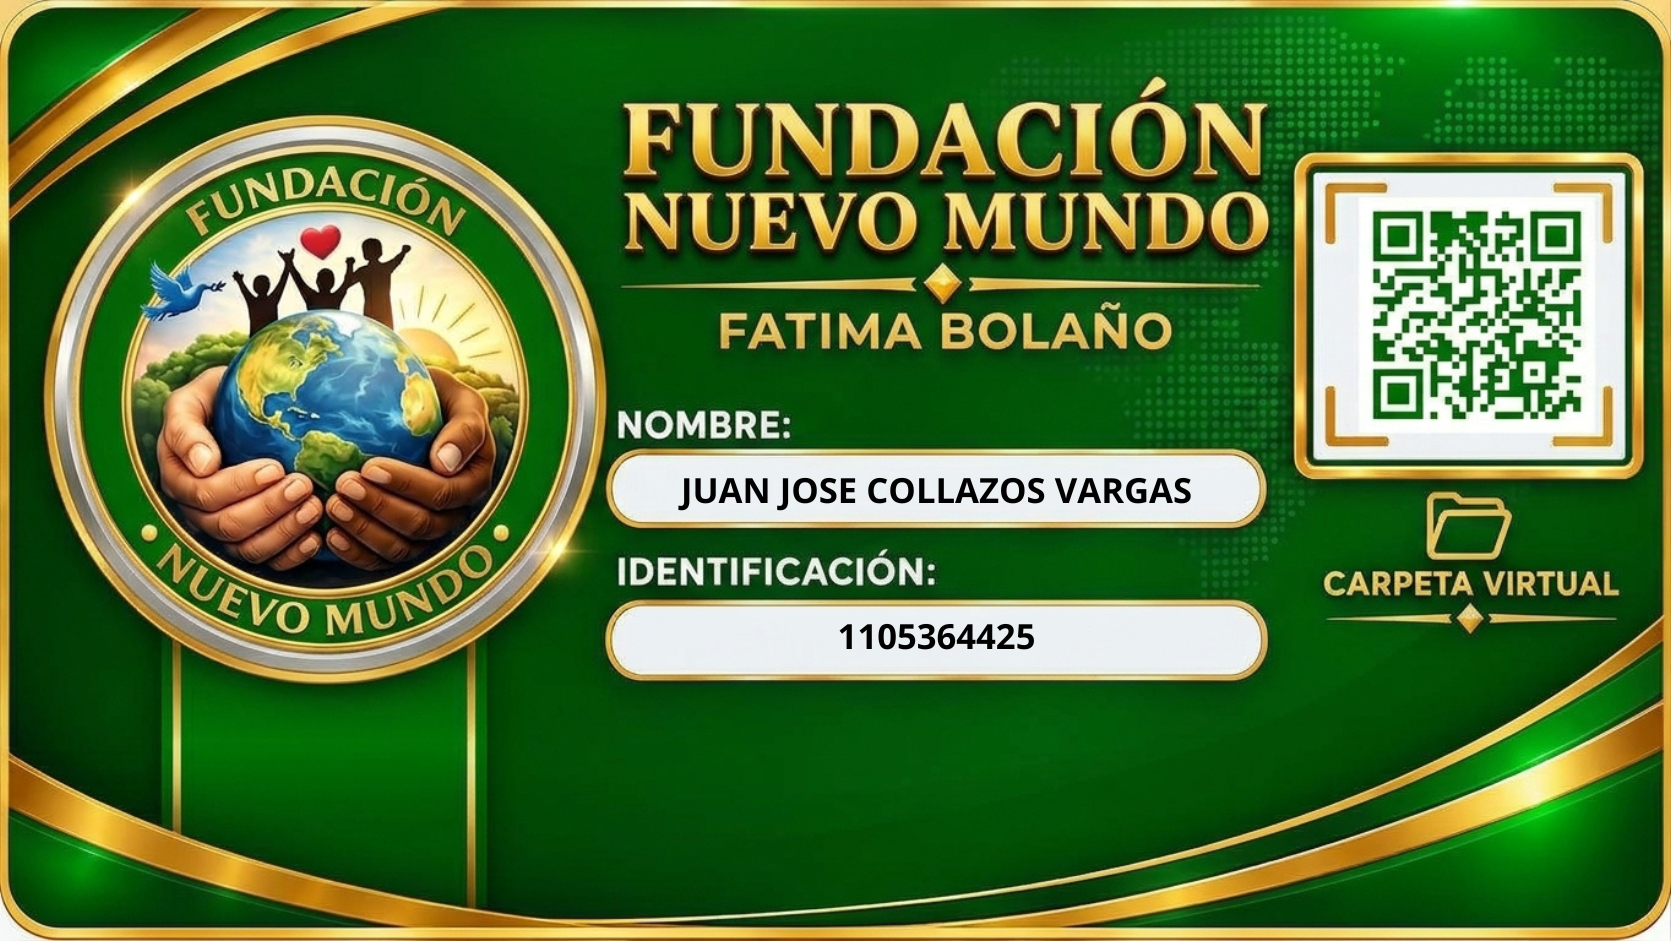 FUNDACIÓN
NUEVO MUNDO
FUNDACIÓN
NUEVO MUNDO
FATIMA BOLAÑO
NOMBRE:
JUAN JOSE COLLAZOS VARGAS
IDENTIFICACIÓN:
1105364425
CARPETA VIRTUAL